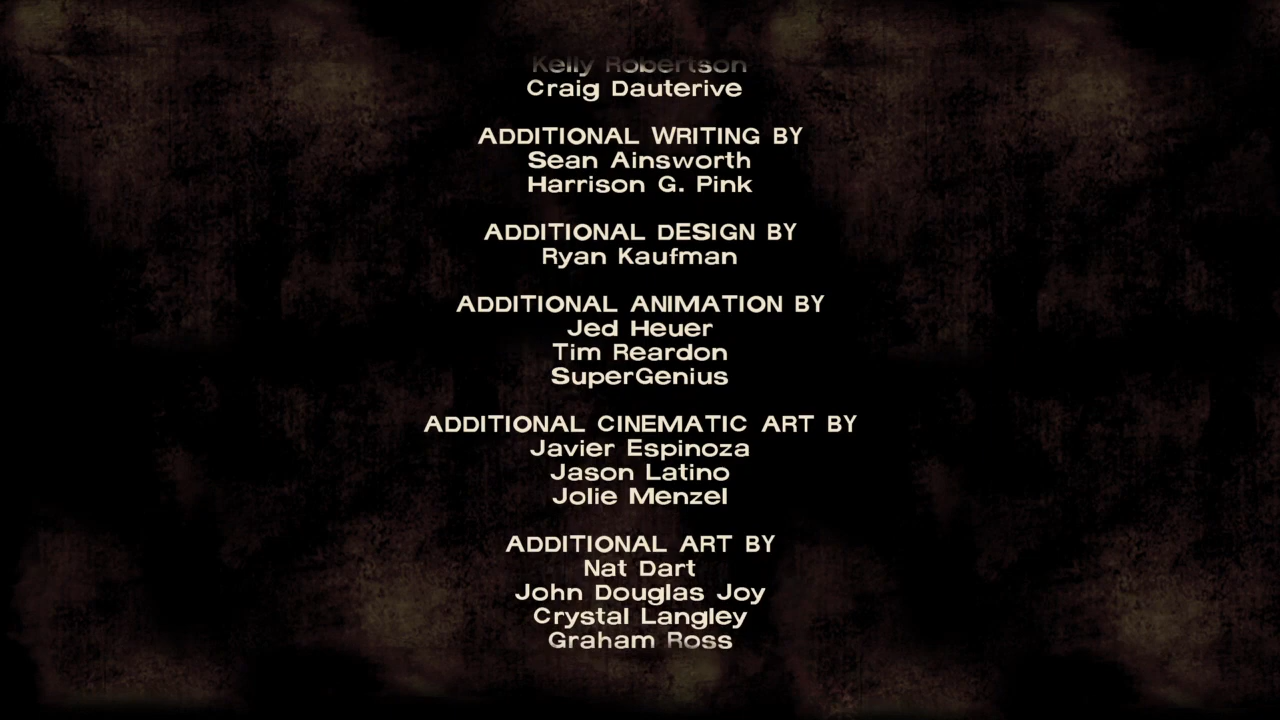 Kelly Robertson
Craig Dauterive
ADDITIONAL WRITING BY
Sean Ainsworth
Harrison G. Pink
ADDITIONAL DESIGN BY
Ryan Kaufman
ADDITIONAL ANIMATION BY
Jed Heuer
Tim Reardon
SuperGenius
ADDITIONAL CINEMATIC ART BY
Javier Espinoza
Jason Latino
Jolie Menzel
ADDITIONAL ART BY
Nat Dart
John Douglas Joy
Crystal Langley
Graham Ross